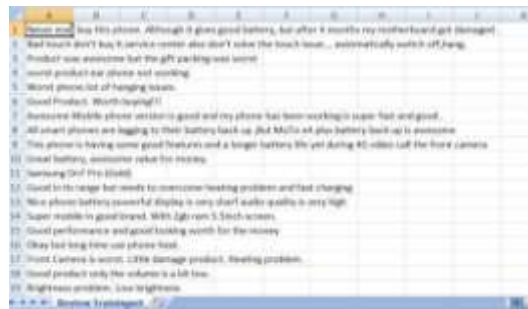 Never ever buy this phone. Although it gives good battery, but after 4 months my motherboard got damaged.
Bad touch don't buy it service center also don't solve the touch issue... automatically switch off, hang.
Product was awesome but the gift packing was worst
worst product ear phone not working
Worst phone lot of hanging issues.
Good Product. Worth buying!!!
Awesome Mobile phone version is good and my phone has been working is super fast and good.
All smart phones are lagging to their battery back up. But plus battery back up is awesome
This phone is having some good features and a longer battery life yet during 4G video call the front camera
Great battery, awesome value for money.
Samsung On7 Pro (Gold)
Good in its range but needs to overcome heating problem and fast charging
Nice phone battery powerful display is very short audio quality is very high
Super mobile in good brand. With 2gb ram 5.5inch screen.
Good performance and good looking worth for the money
Okay but long time use phone heat.
Front Camera is worst. Little damage product. Heating problem.
Good product only the volume is a bit low.
Brightness problem. Low brightness
Review